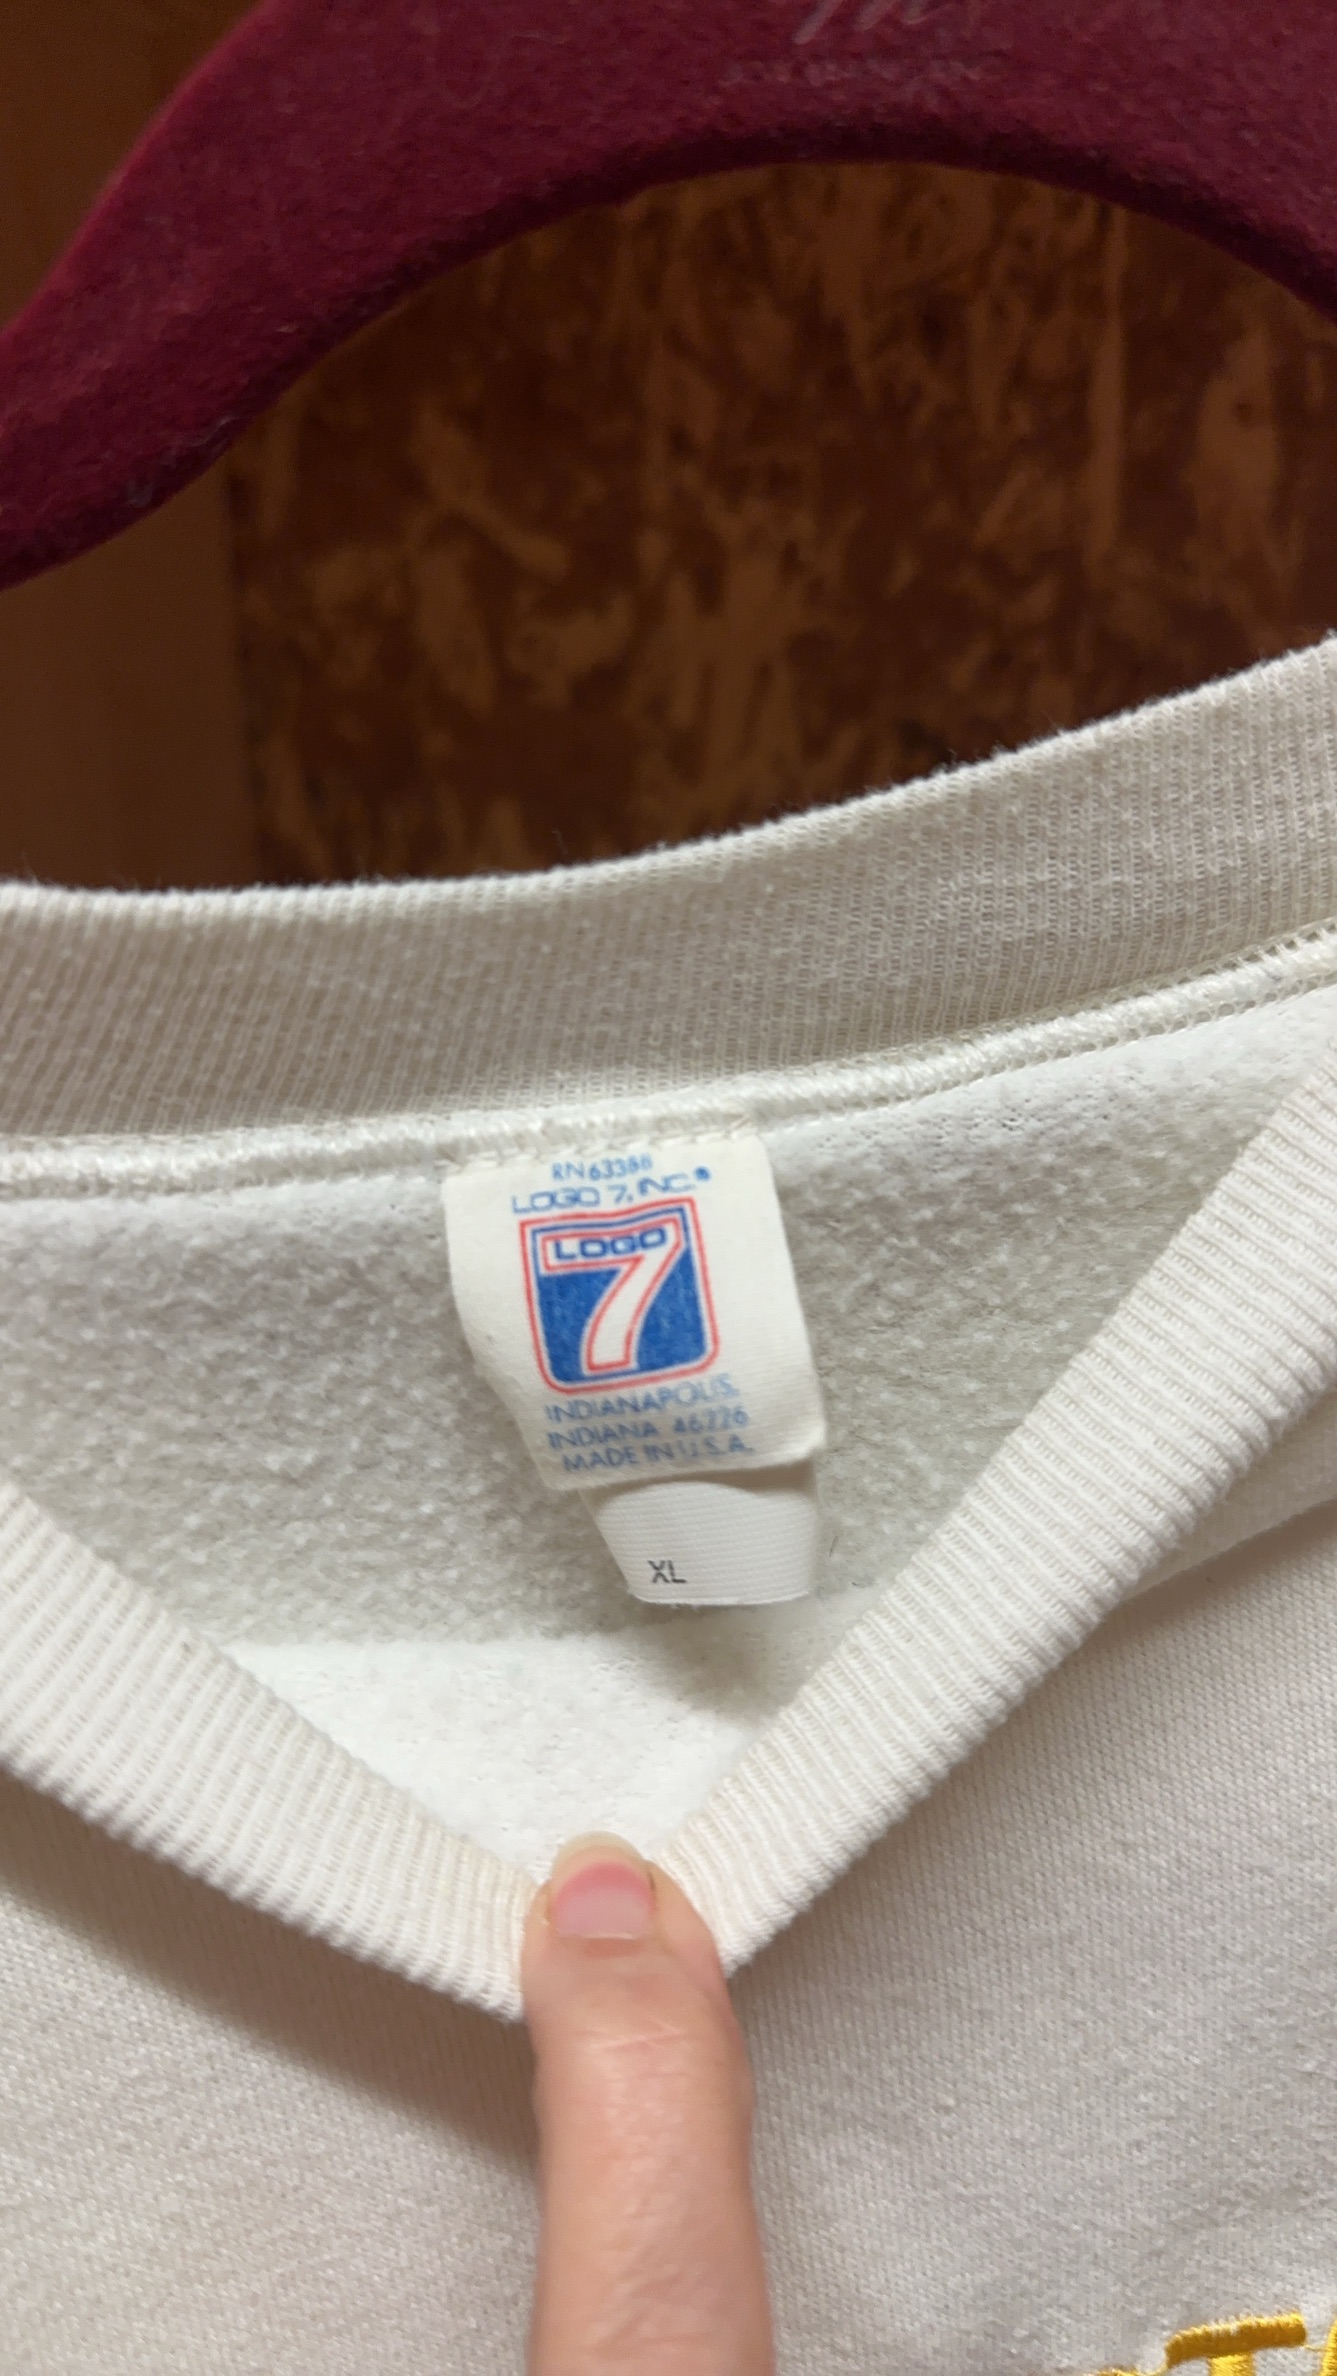 RN 63388
LOGO 7, INC.®
LOGO
7
INDIANAPOLIS,
INDIANA 46226
MADE IN U.S.A.
XL